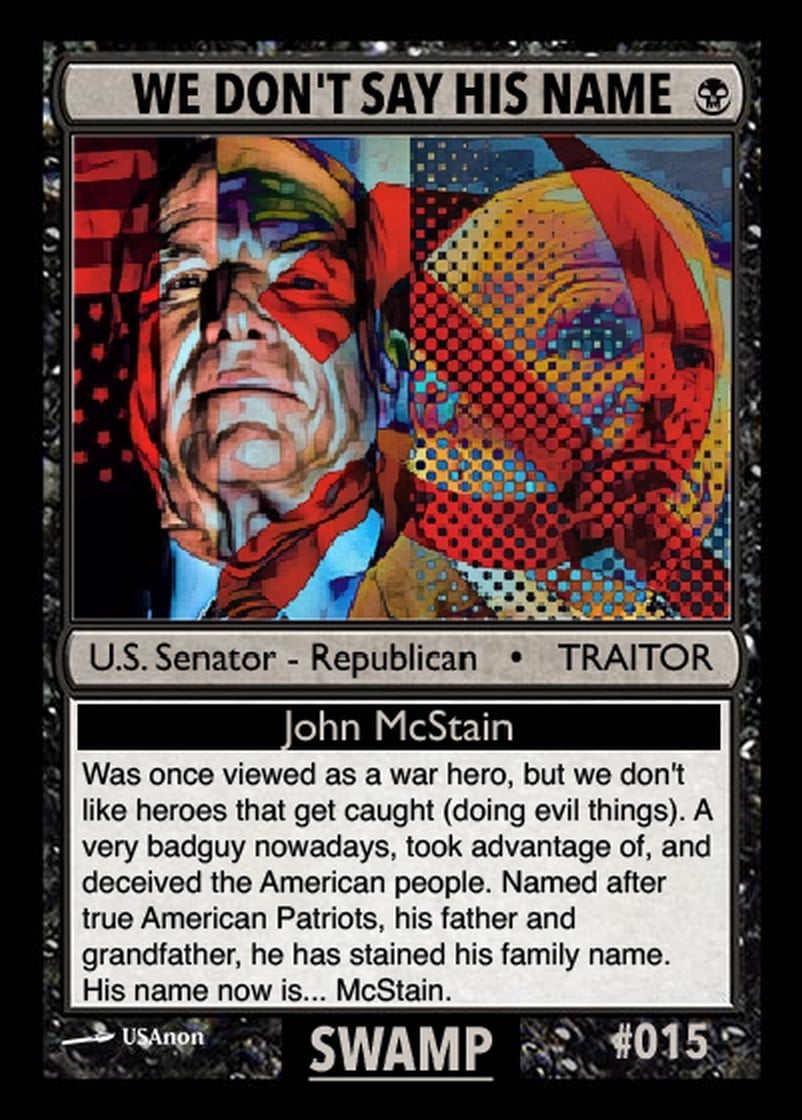 WE DON'T SAY HIS NAME
U.S. Senator - Republican • TRAITOR
John McStain
Was once viewed as a war hero, but we don't
like heroes that get caught (doing evil things). A
very badguy nowadays, took advantage of, and
deceived the American people. Named after
true American Patriots, his father and
grandfather, he has stained his family name.
His name now is... McStain.
USAnon
SWAMP
#015